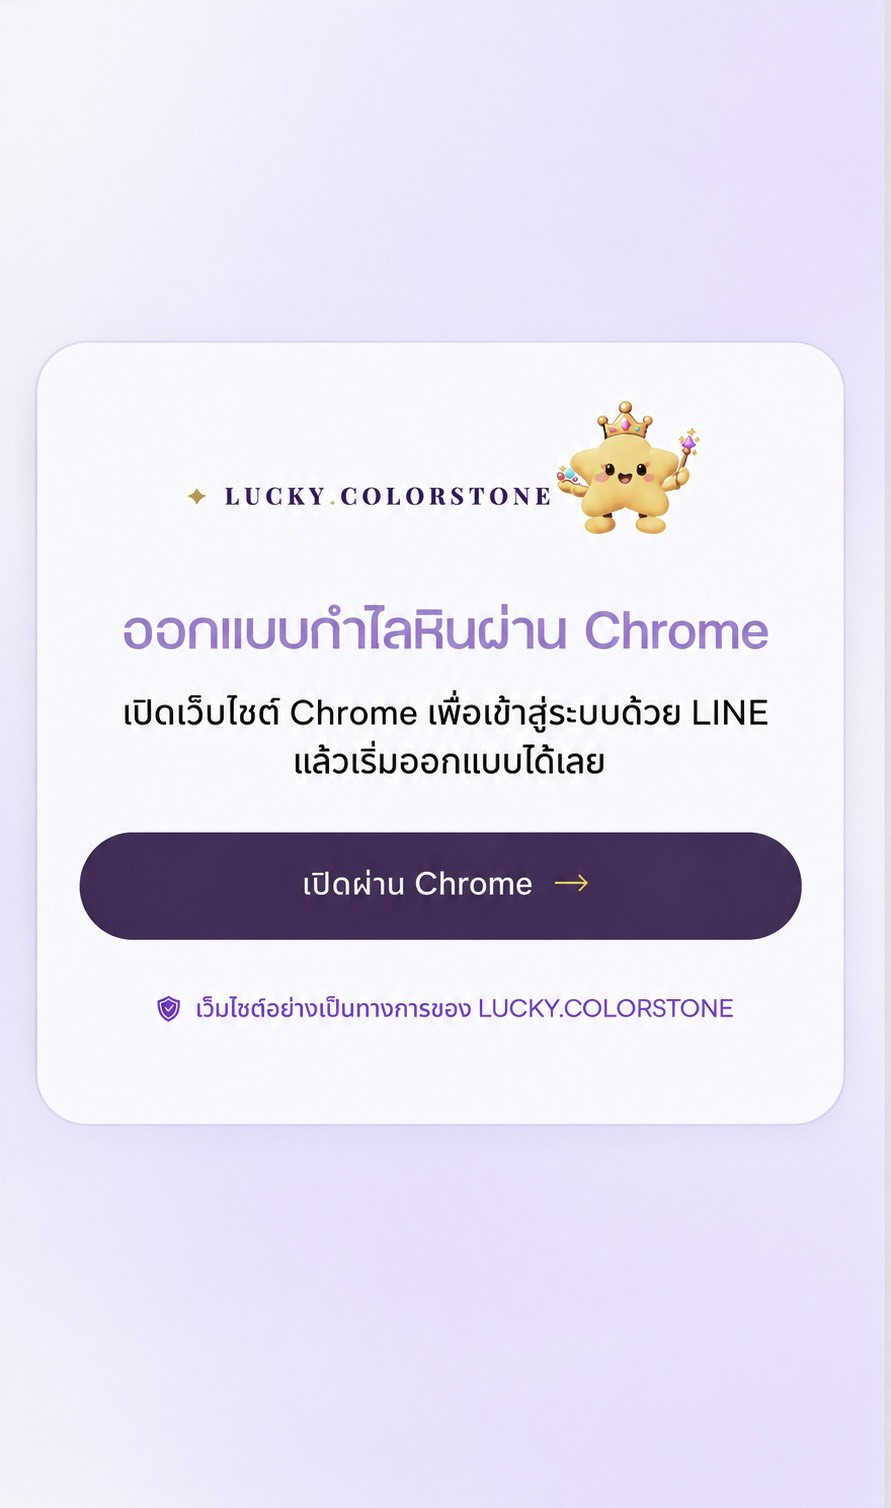 LUCKY.COLORSTONE
ออกแบบกำไลหินผ่าน Chrome
เปิดเว็บไซต์ Chrome เพื่อเข้าสู่ระบบด้วย LINE
แล้วเริ่มออกแบบได้เลย
เปิดผ่าน Chrome →
เว็มไซต์อย่างเป็นทางการของ LUCKY.COLORSTONE